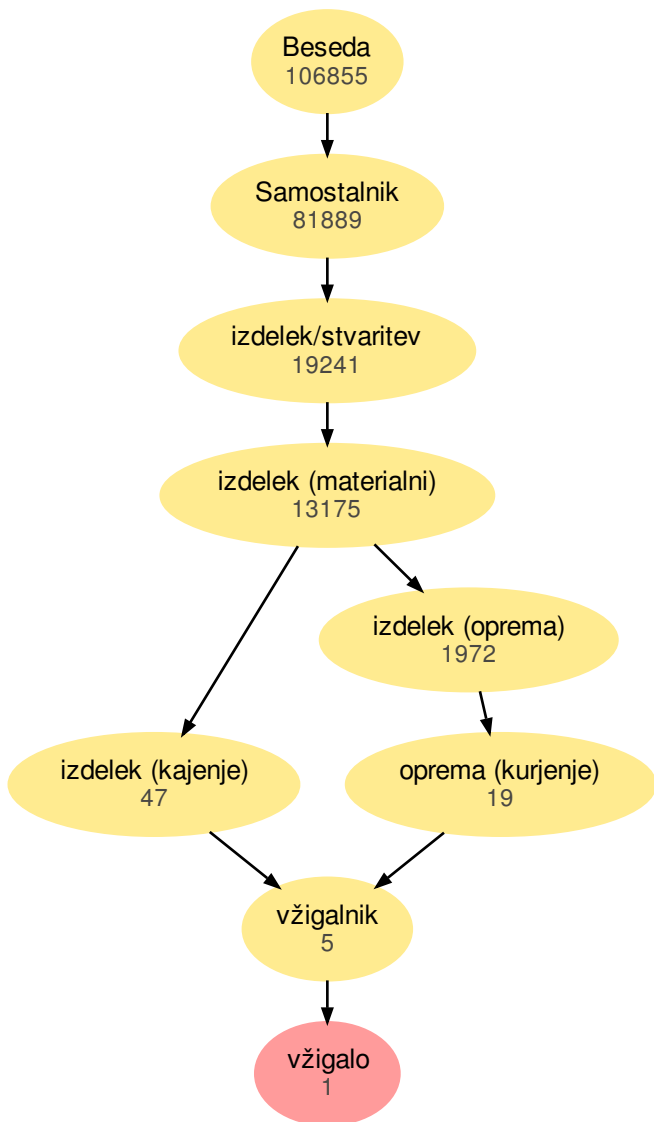 Beseda
106855
Samostalnik
81889
izdelek/stvaritev
19241
izdelek (materialni)
13175
izdelek (oprema)
1972
izdelek (kajenje)
47
oprema (kurjenje)
19
vžigalnik
5
vžigalo
1